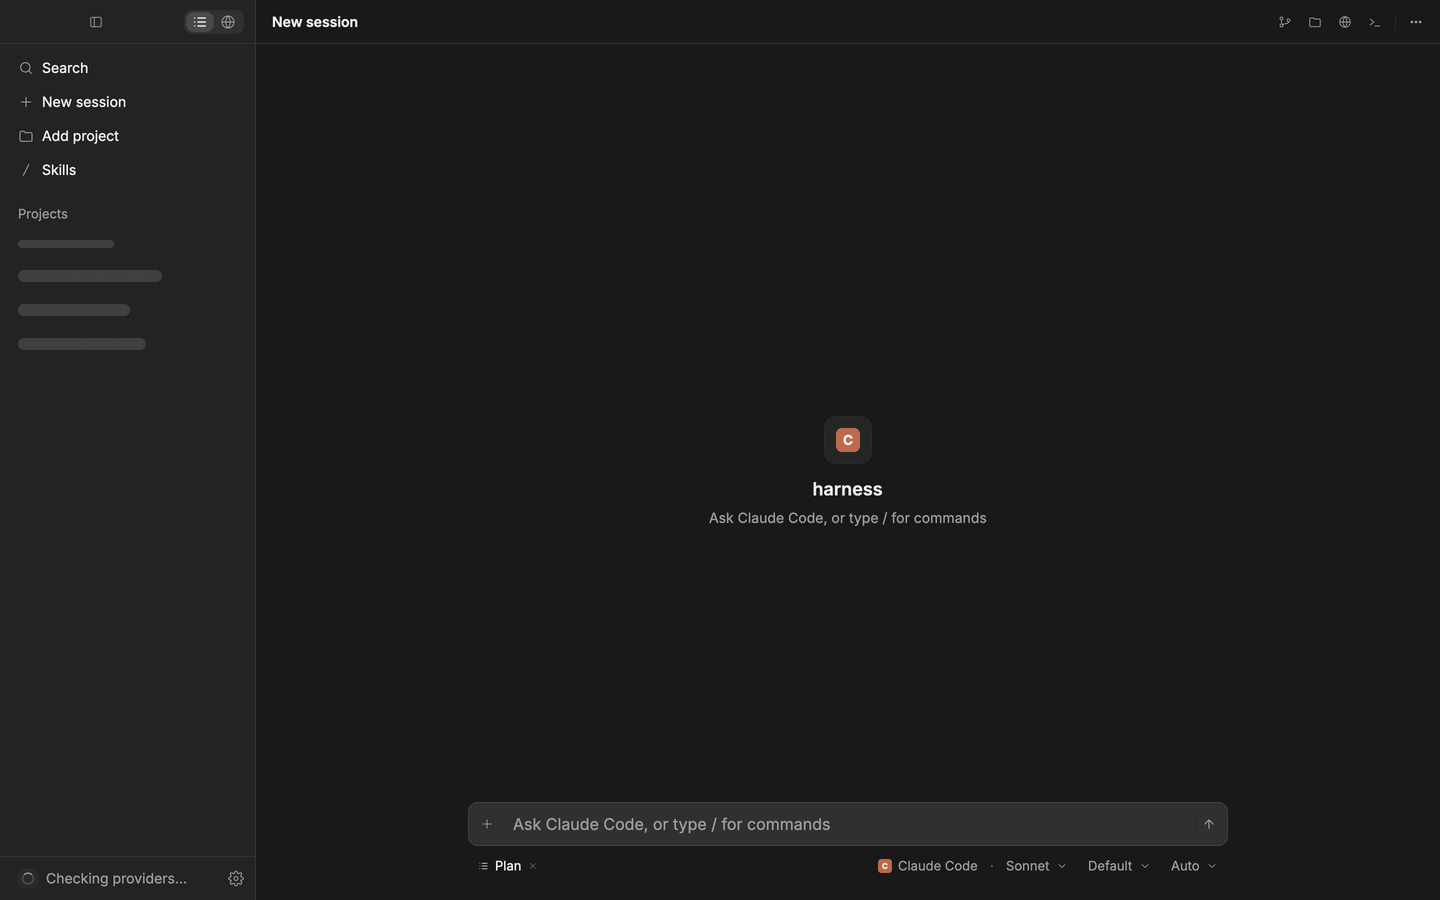 New session
Search
New session
Add project
/ Skills
Projects
C
harness
Ask Claude Code, or type / for commands
Ask Claude Code, or type / for commands
Plan
C Claude Code · Sonnet Default Auto
Checking providers...